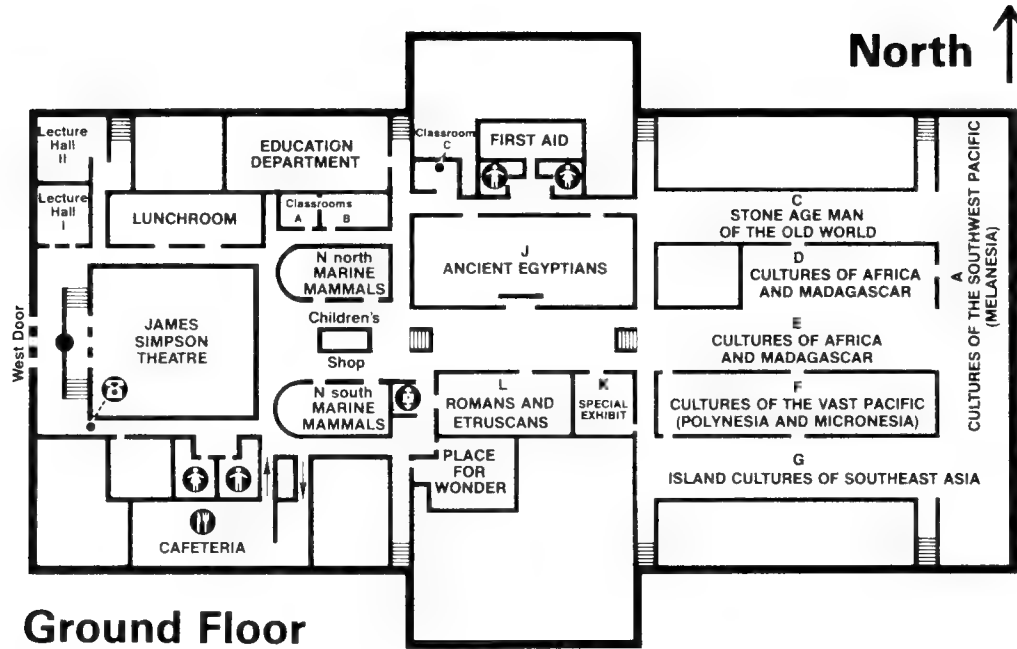 North
Lecture
Hall
II
EDUCATION
DEPARTMENT
Classroom
C
FIRST AID
Lecture
Hall
I
LUNCHROOM
Classrooms
A B
C
STONE AGE MAN
OF THE OLD WORLD
N north
MARINE
MAMMALS
J
ANCIENT EGYPTIANS
D
CULTURES OF AFRICA
AND MADAGASCAR
A
CULTURES OF THE SOUTHWEST PACIFIC
(MELANESIA)
West Door
JAMES
SIMPSON
THEATRE
Children's
Shop
E
CULTURES OF AFRICA
AND MADAGASCAR
N south
MARINE
MAMMALS
L
ROMANS AND
ETRUSCANS
K
SPECIAL
EXHIBIT
F
CULTURES OF THE VAST PACIFIC
(POLYNESIA AND MICRONESIA)
PLACE
FOR
WONDER
G
ISLAND CULTURES OF SOUTHEAST ASIA
CAFETERIA
Ground Floor